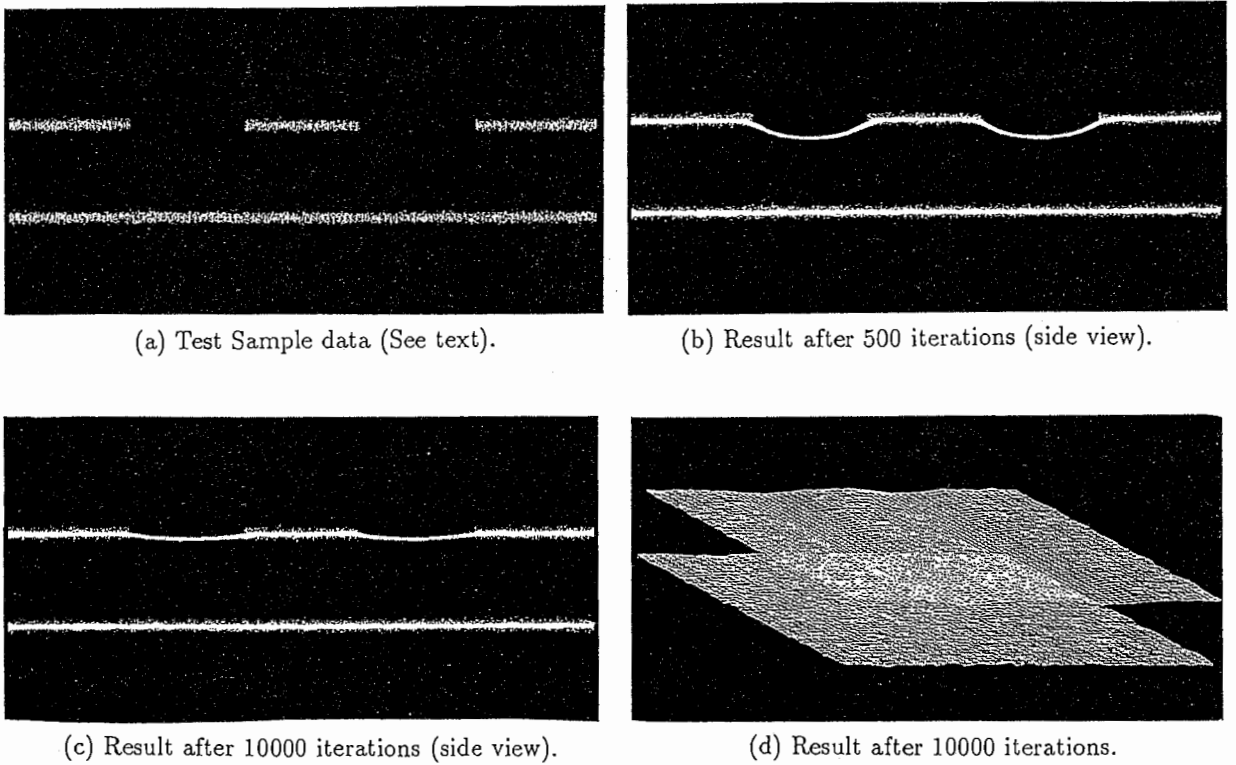 (a) Test Sample data (See text).
(b) Result after 500 iterations (side view).
(c) Result after 10000 iterations (side view).
(d) Result after 10000 iterations.